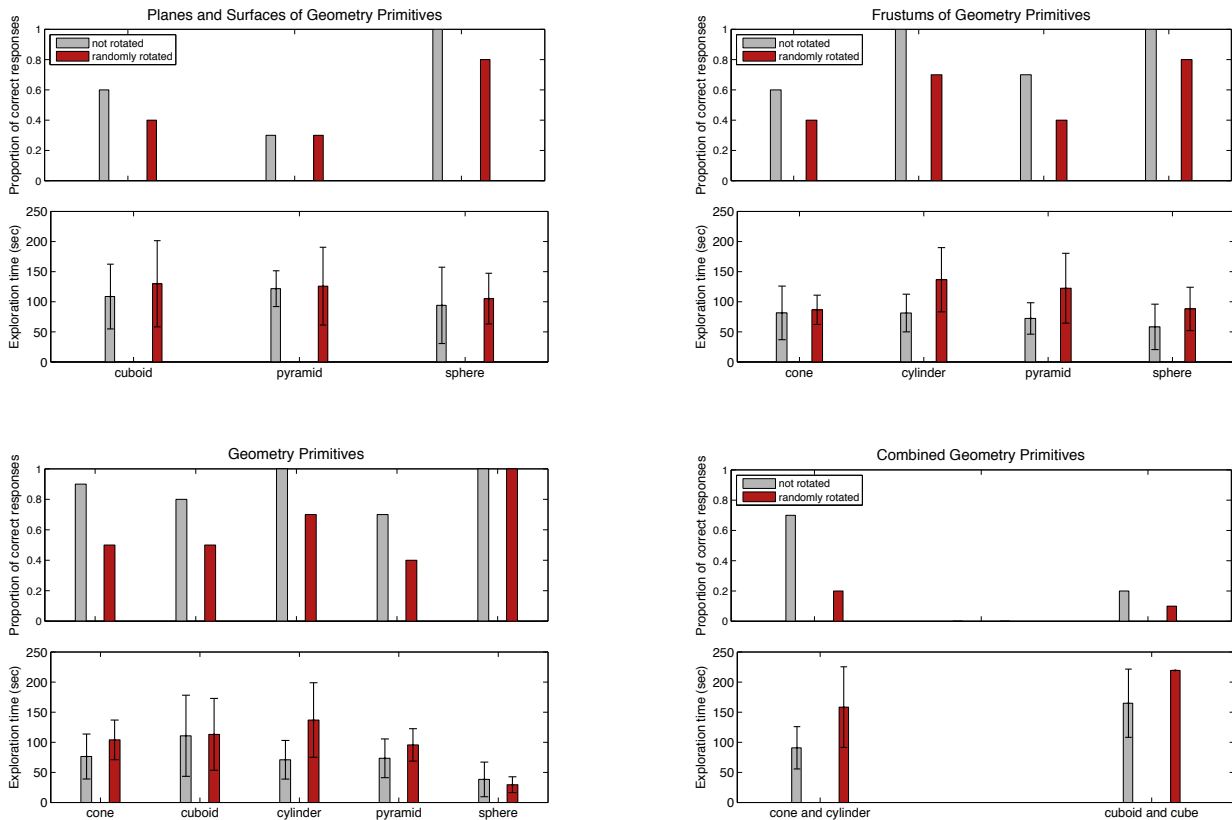 Planes and Surfaces of Geometry Primitives
Proportion of correct responses
1
0.8
0.6
0.4
0.2
0
not rotated
randomly rotated
Exploration time (sec)
250
200
150
100
50
0
cuboid pyramid sphere
Frustums of Geometry Primitives
Proportion of correct responses
1
0.8
0.6
0.4
0.2
0
not rotated
randomly rotated
Exploration time (sec)
250
200
150
100
50
0
cone cylinder pyramid sphere
Geometry Primitives
Proportion of correct responses
1
0.8
0.6
0.4
0.2
0
Exploration time (sec)
250
200
150
100
50
0
cone cuboid cylinder pyramid sphere
Combined Geometry Primitives
Proportion of correct responses
1
0.8
0.6
0.4
0.2
0
not rotated
randomly rotated
Exploration time (sec)
250
200
150
100
50
0
cone and cylinder cuboid and cube